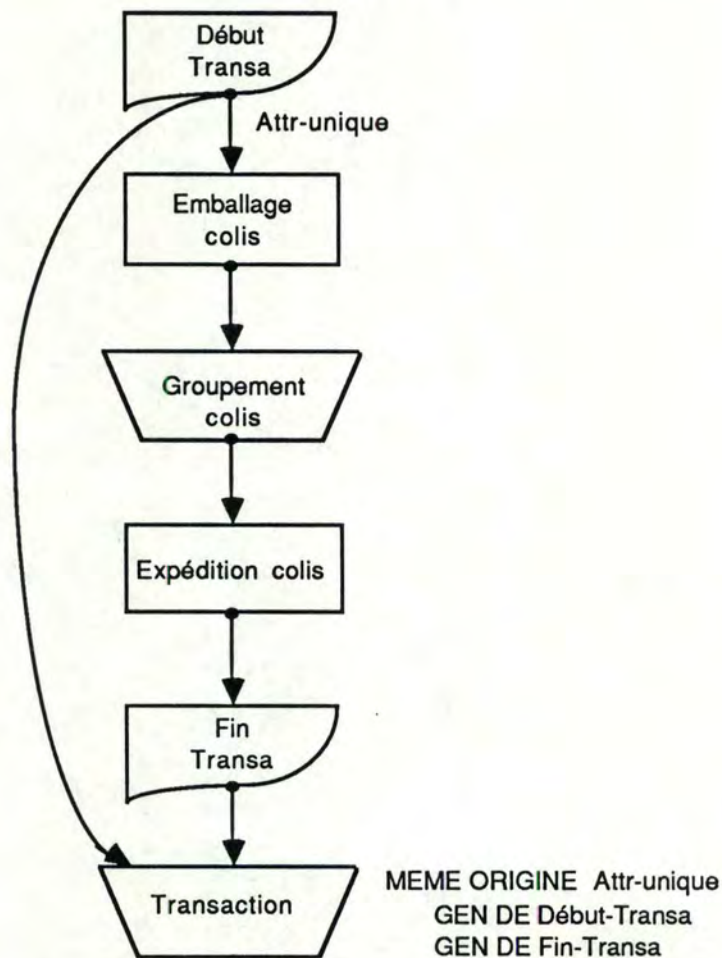 Début
Transa
Attr-unique
Emballage
colis
Groupement
colis
Expédition colis
Fin
Transa
Transaction
MEME ORIGINE Attr-unique
GEN DE Début-Transa
GEN DE Fin-Transa